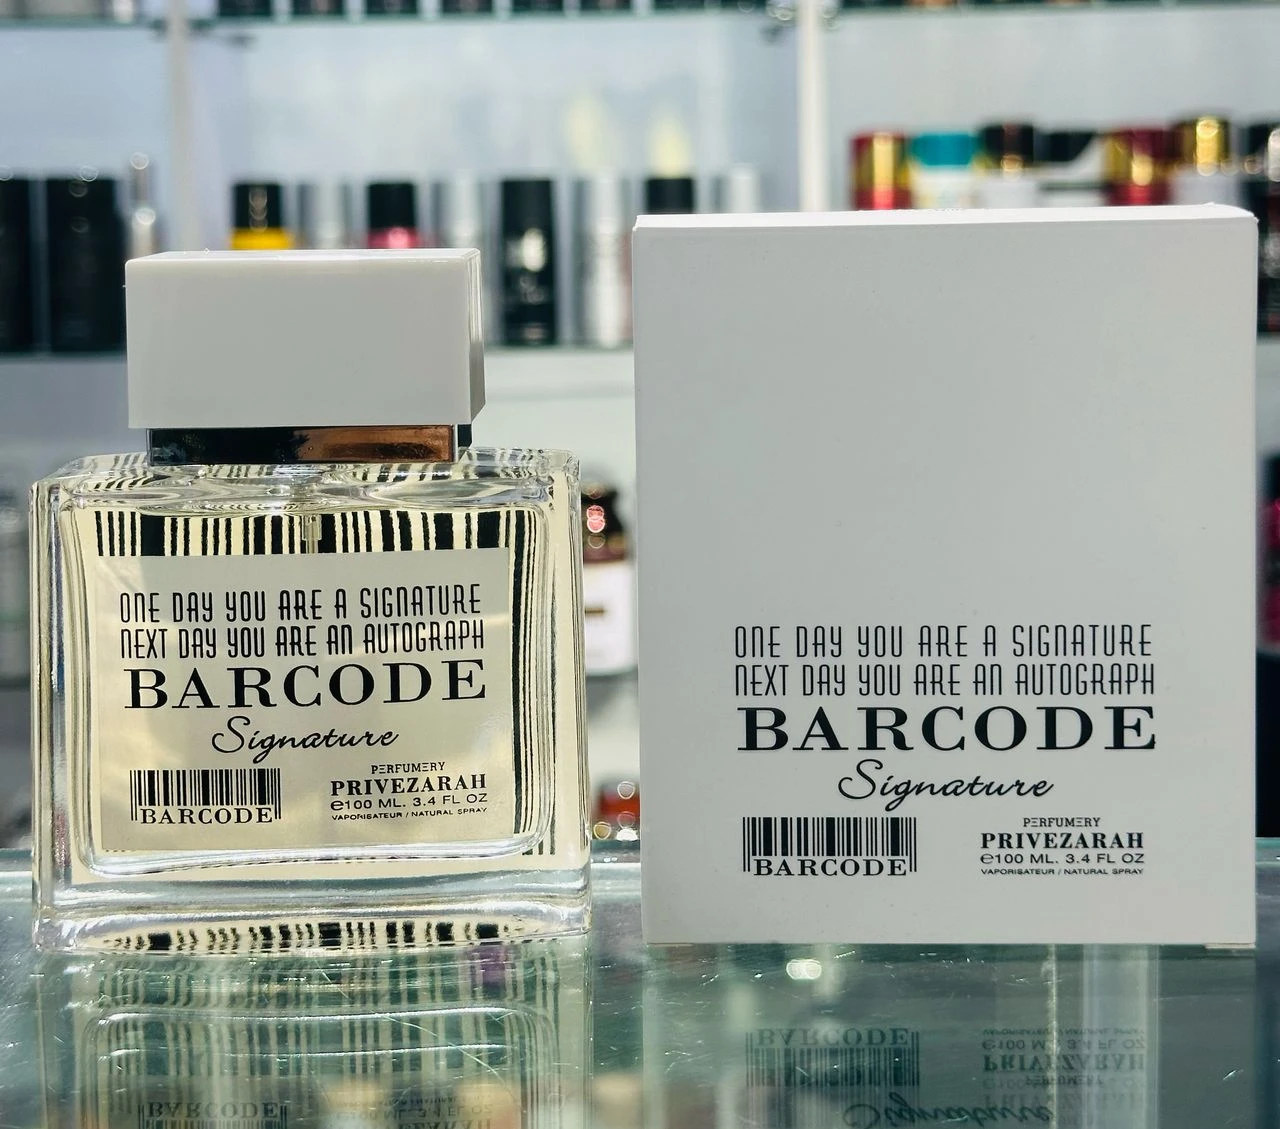 ONE DAY YOU ARE A SIGNATURE
NEXT DAY YOU ARE AN AUTOGRAPH
BARCODE
Signature
BARCODE
PERFUMERY
PRIVEZARAH
℮100 ML. 3.4 FL OZ
VAPORISATEUR / NATURAL SPRAY
ONE DAY YOU ARE A SIGNATURE
NEXT DAY YOU ARE AN AUTOGRAPH
BARCODE
Signature
BARCODE
PERFUMERY
PRIVEZARAH
℮100 ML. 3.4 FL OZ
VAPORISATEUR / NATURAL SPRAY